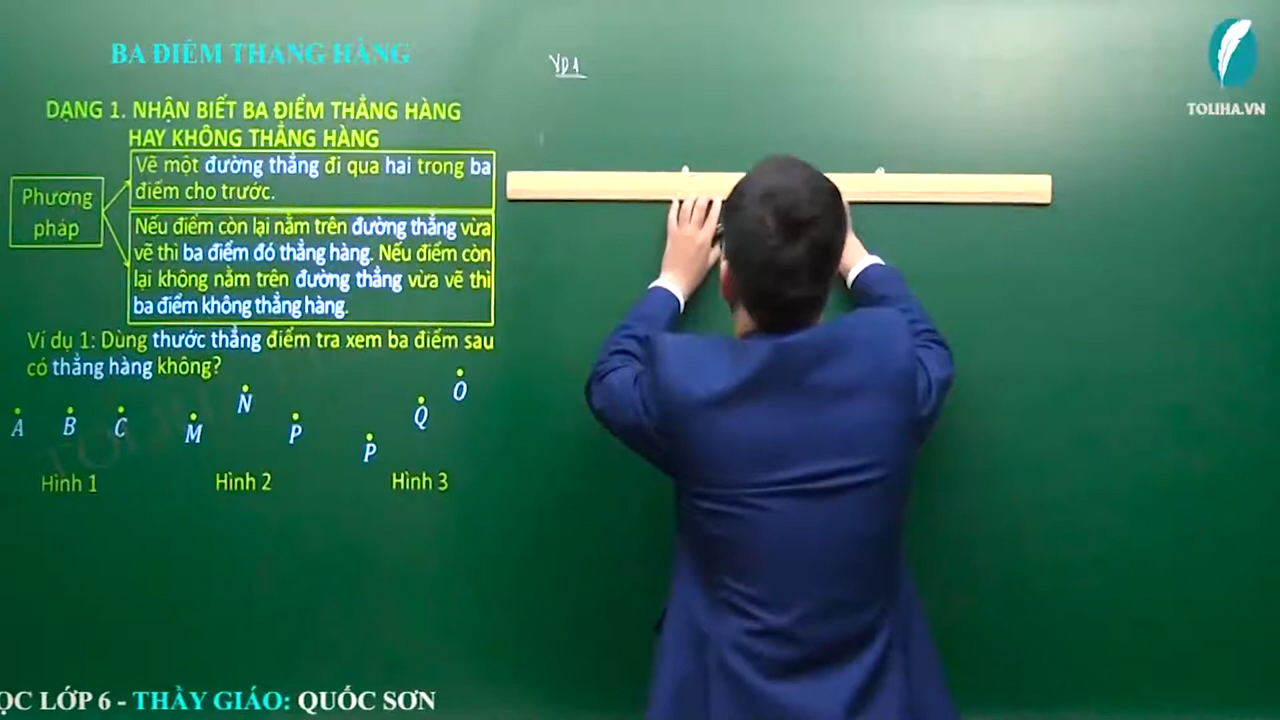 BA ĐIỂM THẲNG HÀNG
VD1
TOLIHA.VN
DẠNG 1. NHẬN BIẾT BA ĐIỂM THẲNG HÀNG
HAY KHÔNG THẲNG HÀNG
Phương
pháp
Vẽ một đường thẳng đi qua hai trong ba
điểm cho trước.
Nếu điểm còn lại nằm trên đường thẳng vừa
vẽ thì ba điểm đó thẳng hàng. Nếu điểm còn
lại không nằm trên đường thẳng vừa vẽ thì
ba điểm không thẳng hàng.
Ví dụ 1: Dùng thước thẳng điểm tra xem ba điểm sau
có thẳng hàng không?
A B C
M N P
P Q O
Hình 1 Hình 2 Hình 3
ỌC LỚP 6 - THẦY GIÁO: QUỐC SƠN